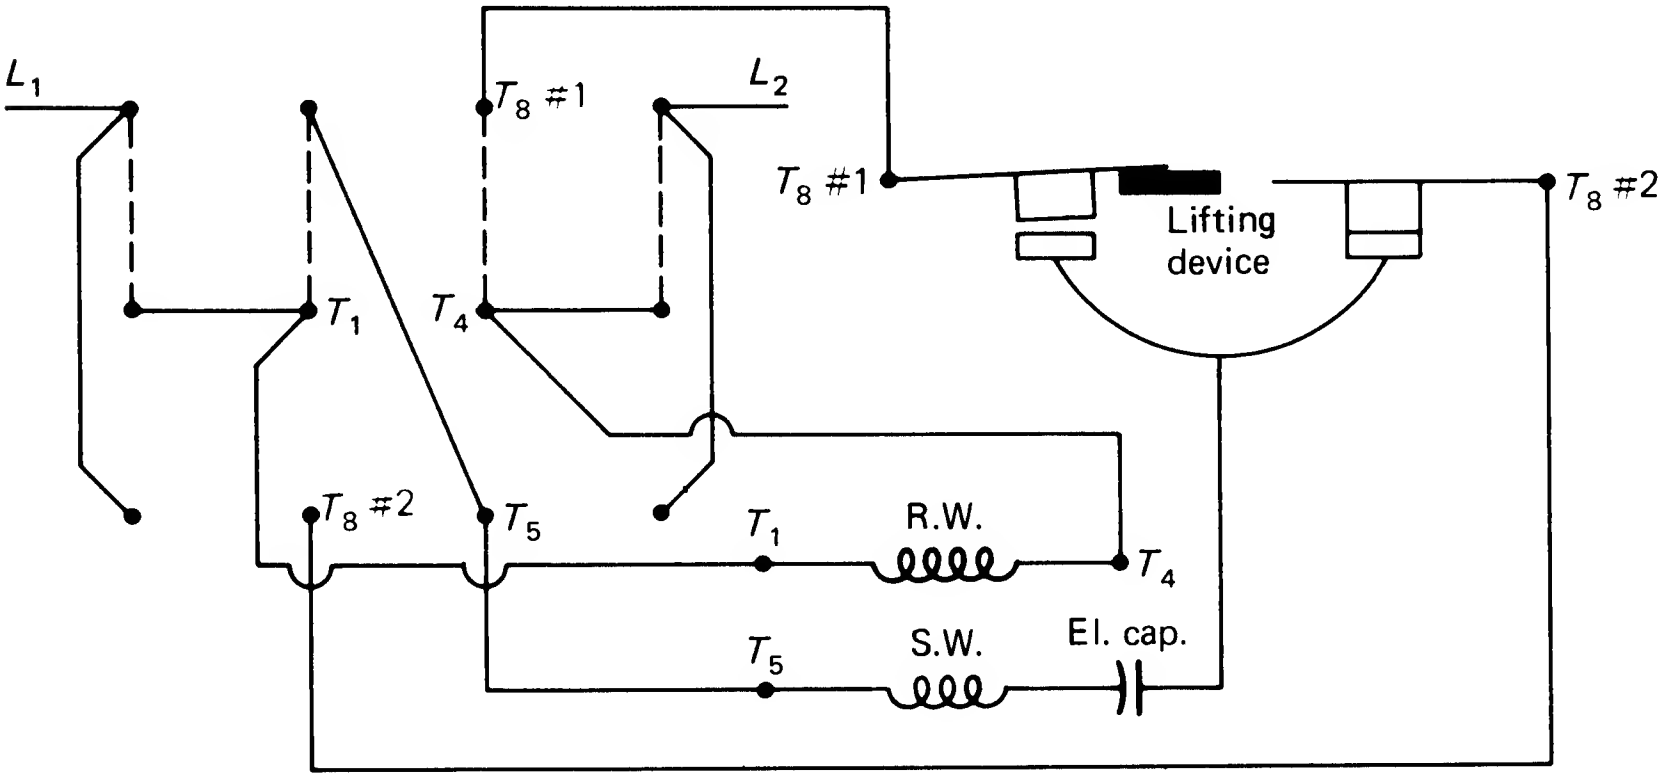 L1
T8 #1
L2
T8 #1
T8 #2
Lifting
device
T1
T4
T8 #2
T5
T1
R.W.
T4
T5
S.W.
El. cap.